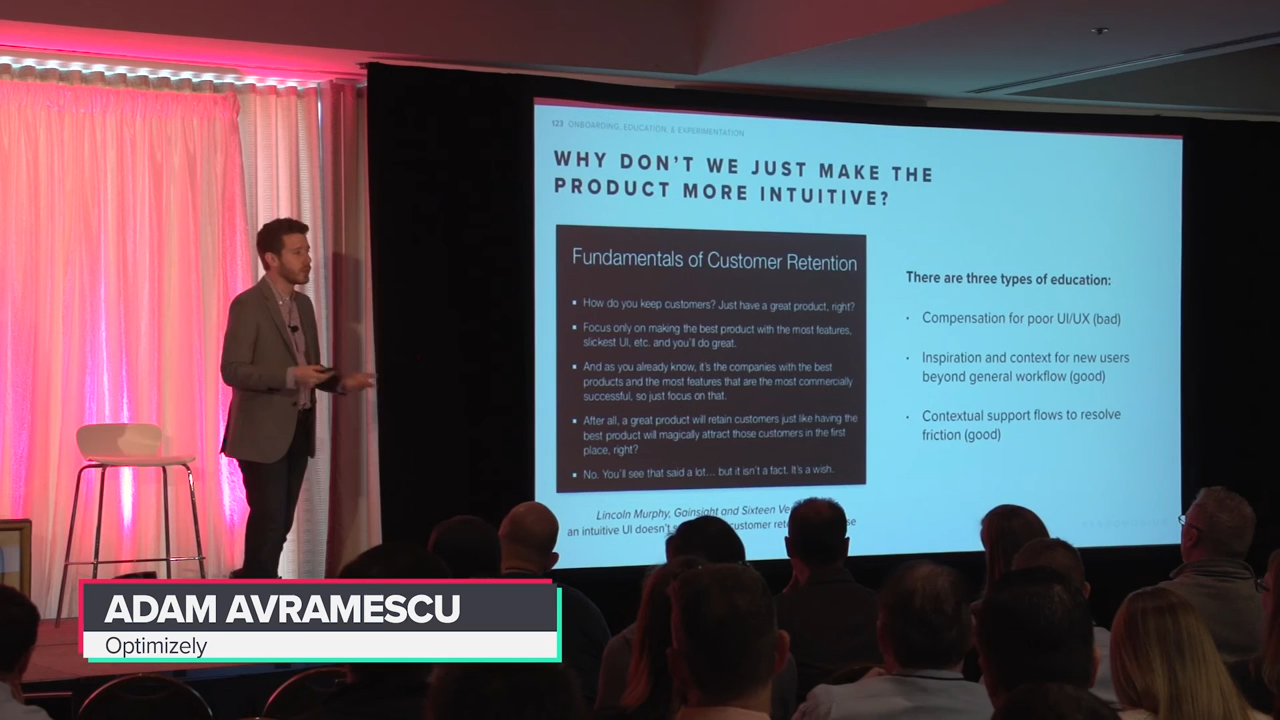 123 ONBOARDING, EDUCATION, & EXPERIMENTATION
WHY DON'T WE JUST MAKE THE
PRODUCT MORE INTUITIVE?
Fundamentals of Customer Retention
▪ How do you keep customers? Just have a great product, right?
▪ Focus only on making the best product with the most features,
slickest UI, etc. and you'll do great.
▪ And as you already know, it's the companies with the best
products and the most features that are the most commercially
successful, so just focus on that.
▪ After all, a great product will retain customers just like having the
best product will magically attract those customers in the first
place, right?
▪ No. You'll see that said a lot... but it isn't a fact. It's a wish.
Lincoln Murphy, Gainsight and Sixteen
an intuitive UI doesn't customer
There are three types of education:
· Compensation for poor UI/UX (bad)
· Inspiration and context for new users
beyond general workflow (good)
· Contextual support flows to resolve
friction (good)
ADAM AVRAMESCU
Optimizely